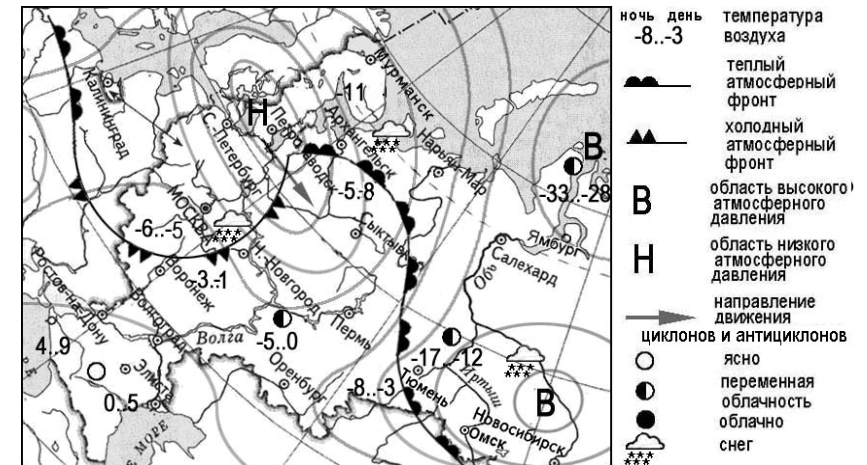 Мурманск
Калининград
С.-Петербург
Н
Петрозаводск
11
Архангельск
Нарьян-Мар
В
-33..-28
-5.-8
МОСКВА
-6..-5
Сыктывк
Ямбург
Салехард
Обь
Н. Новгород
-3.-1
Воронеж
Ростов-на-Дону
Волгоград
Волга
Пермь
-5..0
4..9
Элист
0..5
Оренбург
-8..-3
-17..-12
Тюмень
Иртыш
В
Новосибирск
Омск
МОРЕ
ночь день
-8..-3
температура
воздуха
теплый
атмосферный
фронт
холодный
атмосферный
фронт
В
область высокого
атмосферного
давления
Н
область низкого
атмосферного
давления
направление
движения
циклонов и антициклонов
ясно
переменная
облачность
облачно
снег